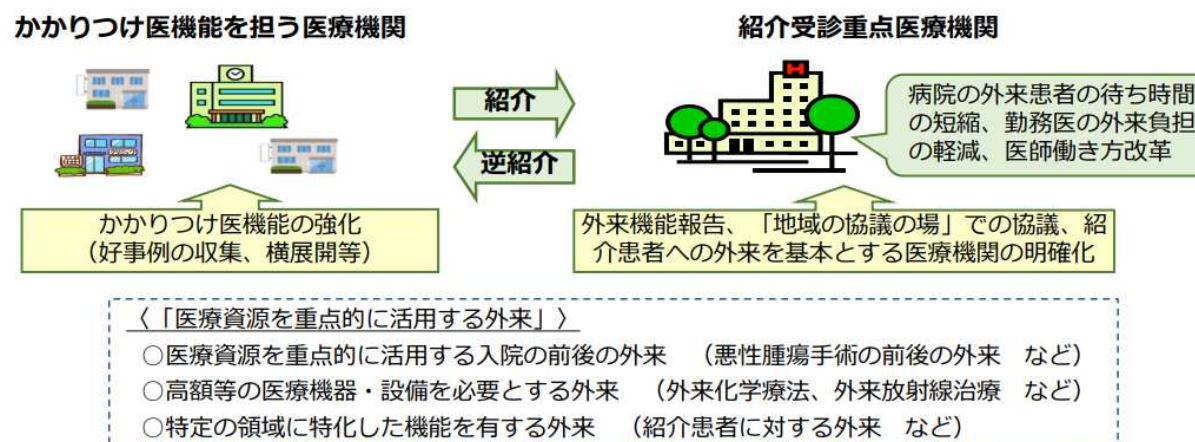 かかりつけ医機能を担う医療機関
紹介受診重点医療機関
紹介
逆紹介
H
病院の外来患者の待ち時間
の短縮、勤務医の外来負担
の軽減、医師働き方改革
かかりつけ医機能の強化
（好事例の収集、横展開等）
外来機能報告、「地域の協議の場」での協議、紹
介患者への外来を基本とする医療機関の明確化
〈「医療資源を重点的に活用する外来」〉
○医療資源を重点的に活用する入院の前後の外来　（悪性腫瘍手術の前後の外来　など）
○高額等の医療機器・設備を必要とする外来　（外来化学療法、外来放射線治療　など）
○特定の領域に特化した機能を有する外来　（紹介患者に対する外来　など）